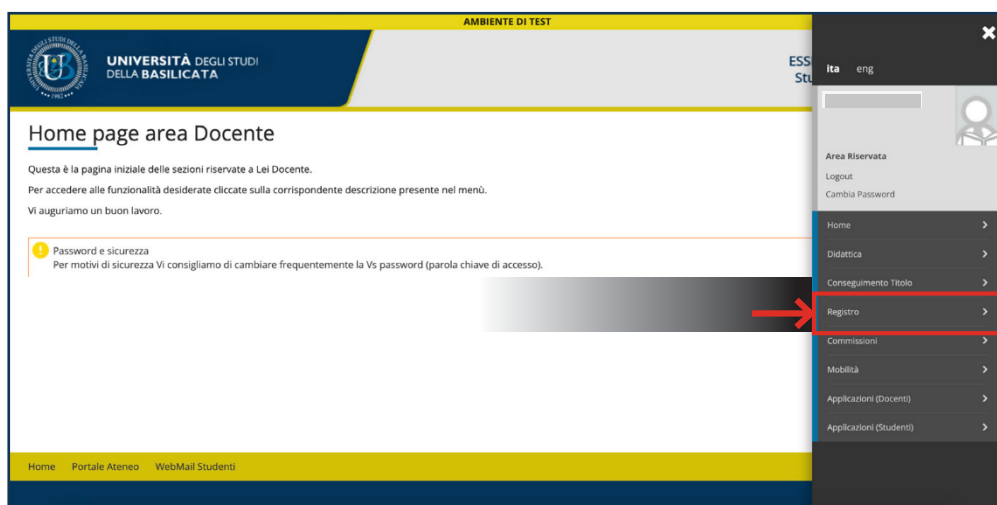 AMBIENTE DI TEST
UNIVERSITÀ DEGLI STUDI
DELLA BASILICATA
ESS
Stu
Home page area Docente
Questa è la pagina iniziale delle sezioni riservate a Lei Docente.
Per accedere alle funzionalità desiderate cliccate sulla corrispondente descrizione presente nel menù.
Vi auguriamo un buon lavoro.
Password e sicurezza
Per motivi di sicurezza Vi consigliamo di cambiare frequentemente la Vs password (parola chiave di accesso).
Home Portale Ateneo WebMail Studenti
ita eng
Area Riservata
Logout
Cambia Password
Home
Didattica
Conseguimento Titolo
Registro
Commissioni
Mobilità
Applicazioni (Docenti)
Applicazioni (Studenti)